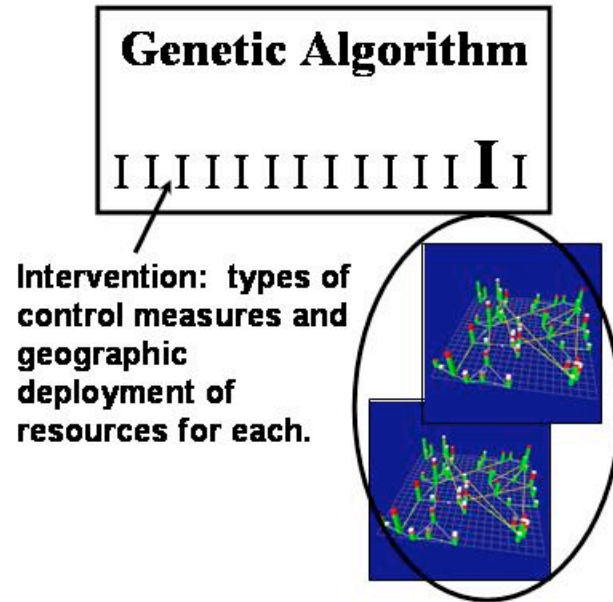 Genetic Algorithm
I I I I I I I I I I I I I I
Intervention: types of
control measures and
geographic
deployment of
resources for each.